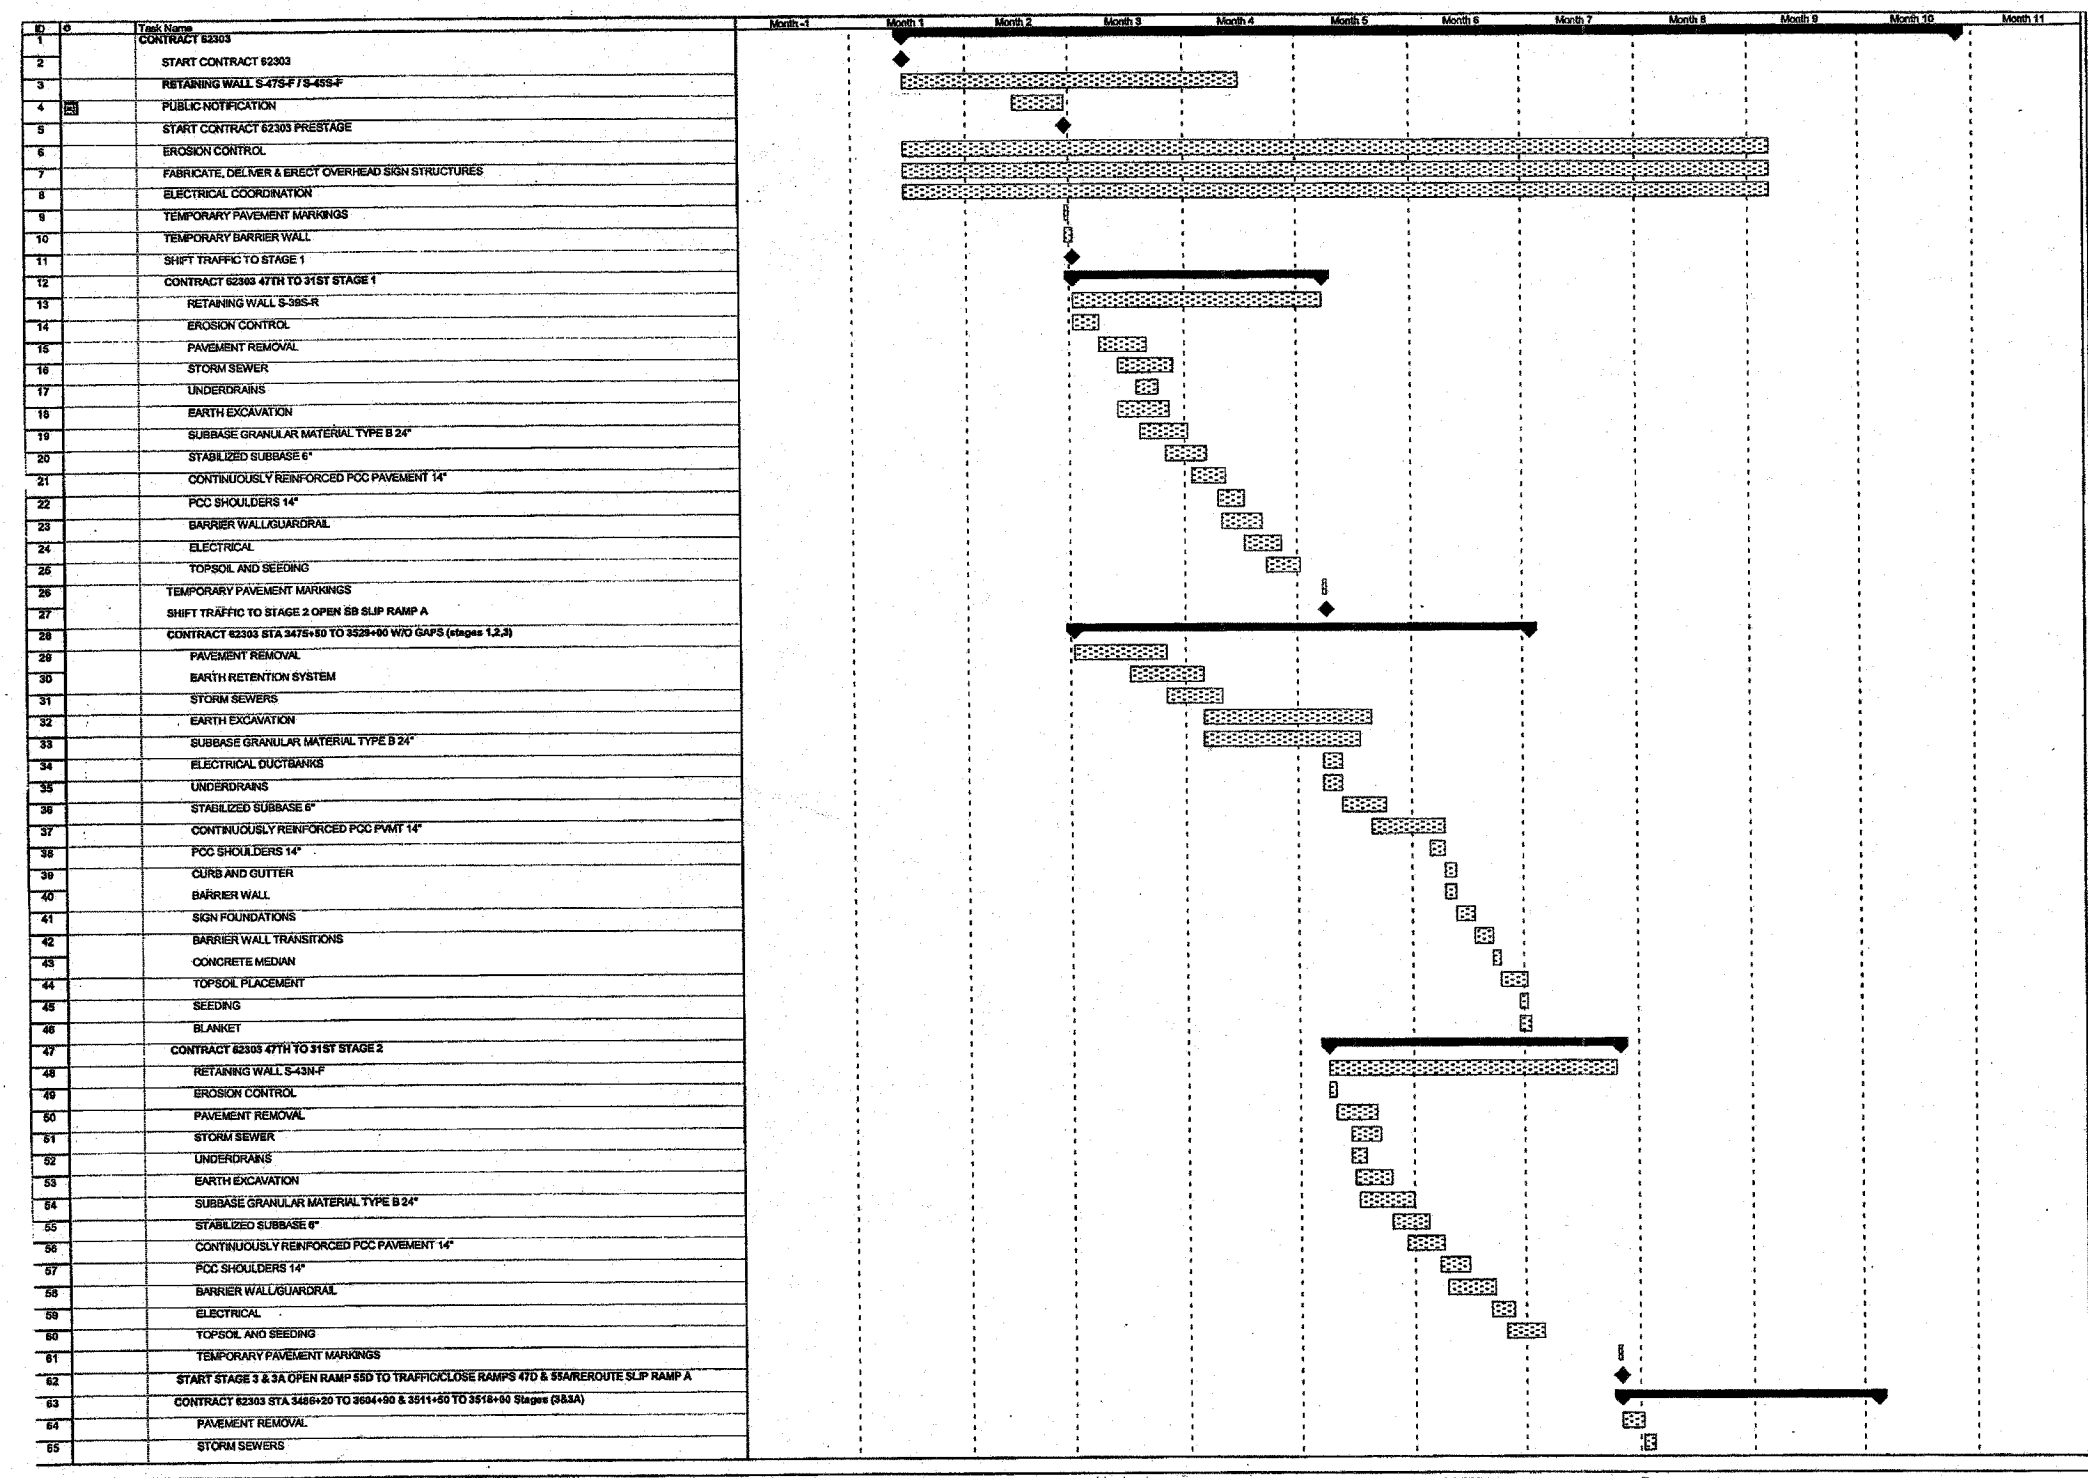 ID Task Name Month -1 Month 1 Month 2 Month 3 Month 4 Month 5 Month 6 Month 7 Month 8 Month 9 Month 10 Month 11
1 CONTRACT 62303
2 START CONTRACT 62303
3 RETAINING WALL S-47S-F / S-45S-F
4 PUBLIC NOTIFICATION
5 START CONTRACT 62303 PRESTAGE
6 EROSION CONTROL
7 FABRICATE, DELIVER & ERECT OVERHEAD SIGN STRUCTURES
8 ELECTRICAL COORDINATION
9 TEMPORARY PAVEMENT MARKINGS
10 TEMPORARY BARRIER WALL
11 SHIFT TRAFFIC TO STAGE 1
12 CONTRACT 62303 47TH TO 31ST STAGE 1
13 RETAINING WALL S-39S-R
14 EROSION CONTROL
15 PAVEMENT REMOVAL
16 STORM SEWER
17 UNDERDRAINS
18 EARTH EXCAVATION
19 SUBBASE GRANULAR MATERIAL TYPE B 24"
20 STABILIZED SUBBASE 6"
21 CONTINUOUSLY REINFORCED PCC PAVEMENT 14"
22 PCC SHOULDERS 14"
23 BARRIER WALL/GUARDRAIL
24 ELECTRICAL
25 TOPSOIL AND SEEDING
26 TEMPORARY PAVEMENT MARKINGS
27 SHIFT TRAFFIC TO STAGE 2 OPEN SB SLIP RAMP A
28 CONTRACT 62303 STA 3475+50 TO 3529+00 W/O GAPS (stages 1,2,3)
29 PAVEMENT REMOVAL
30 EARTH RETENTION SYSTEM
31 STORM SEWERS
32 EARTH EXCAVATION
33 SUBBASE GRANULAR MATERIAL TYPE B 24"
34 ELECTRICAL DUCTBANKS
35 UNDERDRAINS
36 STABILIZED SUBBASE 6"
37 CONTINUOUSLY REINFORCED PCC PVMT 14"
38 PCC SHOULDERS 14"
39 CURB AND GUTTER
40 BARRIER WALL
41 SIGN FOUNDATIONS
42 BARRIER WALL TRANSITIONS
43 CONCRETE MEDIAN
44 TOPSOIL PLACEMENT
45 SEEDING
46 BLANKET
47 CONTRACT 62303 47TH TO 31ST STAGE 2
48 RETAINING WALL S-43N-F
49 EROSION CONTROL
50 PAVEMENT REMOVAL
51 STORM SEWER
52 UNDERDRAINS
53 EARTH EXCAVATION
54 SUBBASE GRANULAR MATERIAL TYPE B 24"
55 STABILIZED SUBBASE 6"
56 CONTINUOUSLY REINFORCED PCC PAVEMENT 14"
57 PCC SHOULDERS 14"
58 BARRIER WALL/GUARDRAIL
59 ELECTRICAL
60 TOPSOIL AND SEEDING
61 TEMPORARY PAVEMENT MARKINGS
62 START STAGE 3 & 3A OPEN RAMP 55D TO TRAFFIC/CLOSE RAMPS 47D & 55A/REROUTE SLIP RAMP A
63 CONTRACT 62303 STA 3486+20 TO 3504+90 & 3511+50 TO 3518+00 Stages (3&3A)
64 PAVEMENT REMOVAL
65 STORM SEWERS